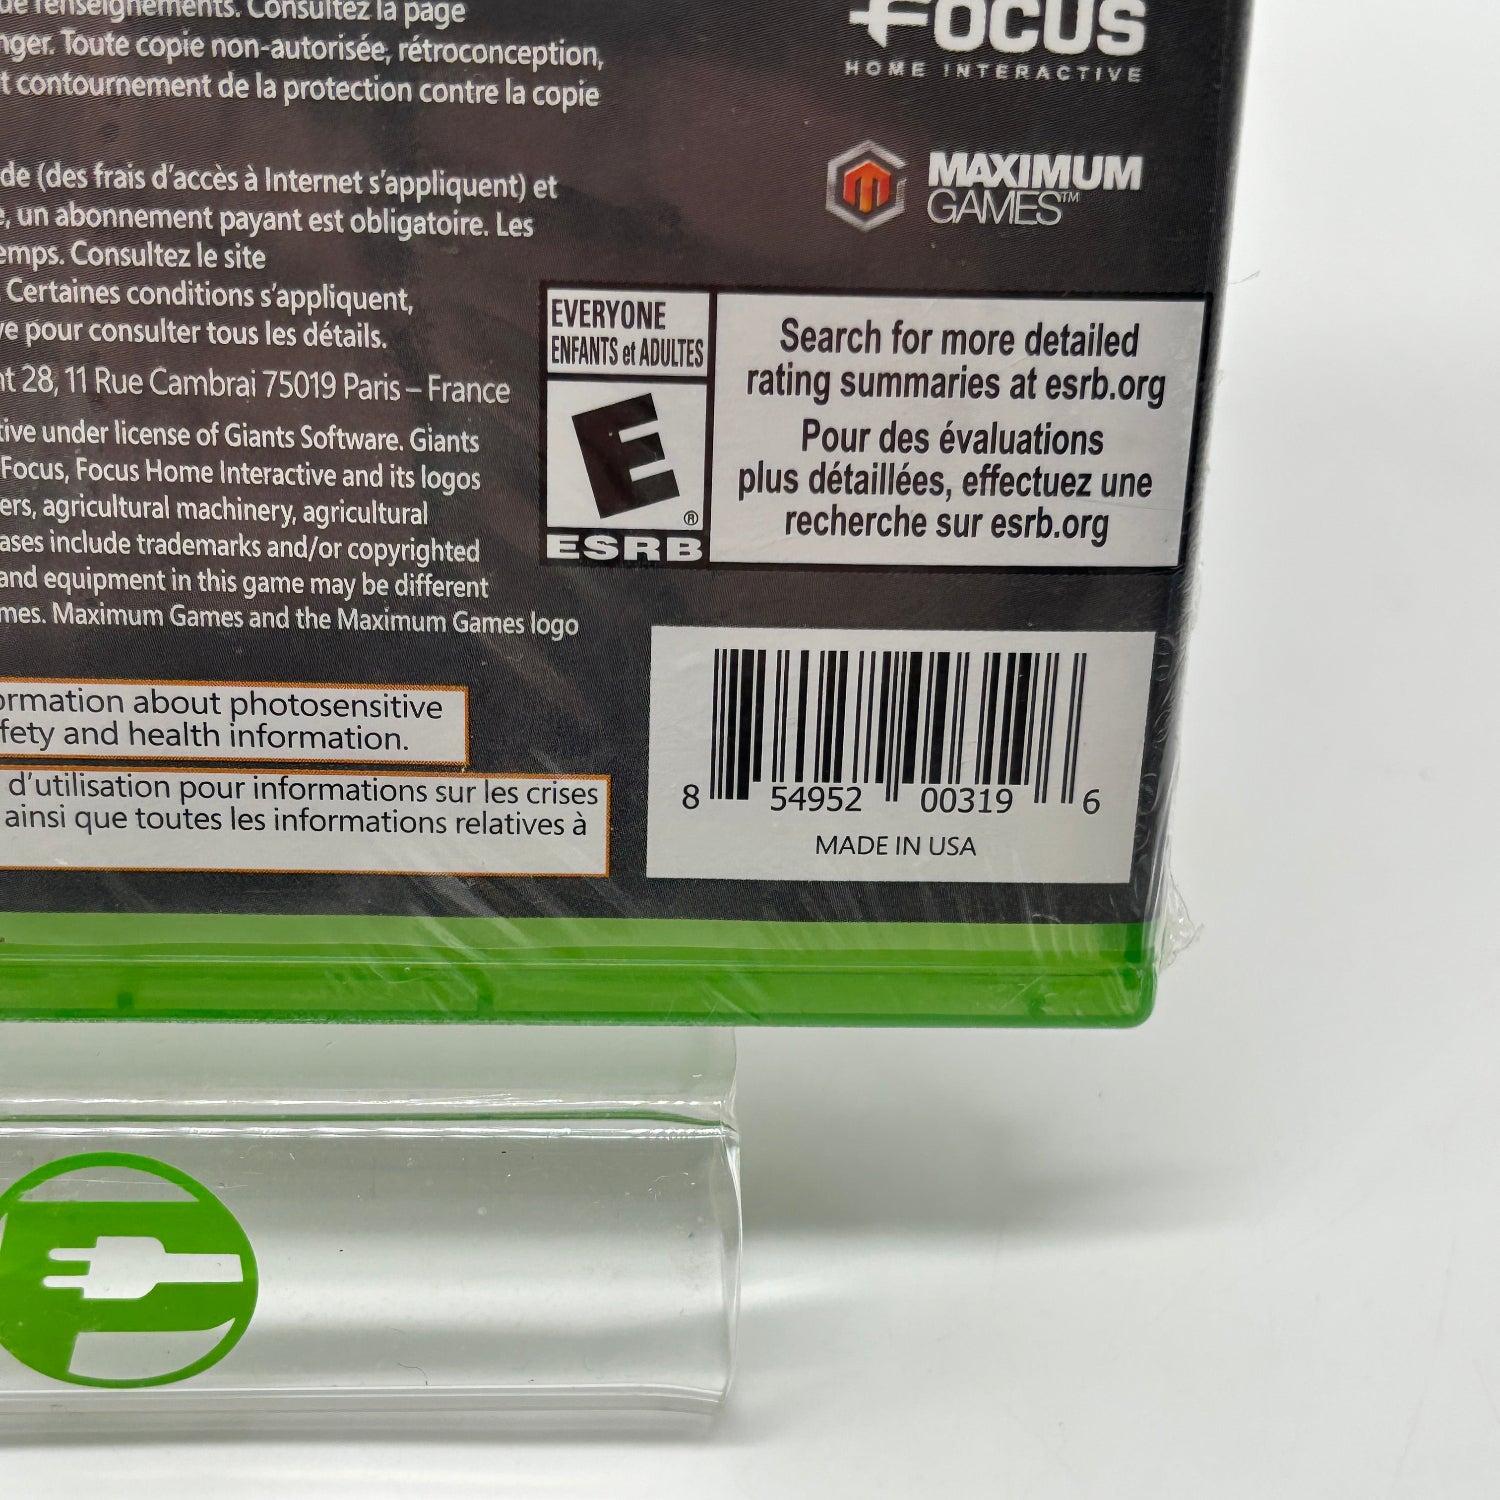 renseignements. Consultez la page
nger. Toute copie non-autorisée, rétroconception,
t contournement de la protection contre la copie
de (des frais d'accès à Internet s'appliquent) et
, un abonnement payant est obligatoire. Les
emps. Consultez le site
Certaines conditions s'appliquent,
ve pour consulter tous les détails.
nt 28, 11 Rue Cambrai 75019 Paris – France
tive under license of Giants Software. Giants
Focus, Focus Home Interactive and its logos
ers, agricultural machinery, agricultural
ases include trademarks and/or copyrighted
and equipment in this game may be different
mes. Maximum Games and the Maximum Games logo
ormation about photosensitive
fety and health information.
d'utilisation pour informations sur les crises
ainsi que toutes les informations relatives à
FOCUS
HOME INTERACTIVE
MAXIMUM
GAMES™
EVERYONE
ENFANTS et ADULTES
E®
ESRB
Search for more detailed
rating summaries at esrb.org
Pour des évaluations
plus détaillées, effectuez une
recherche sur esrb.org
8 54952 00319 6
MADE IN USA